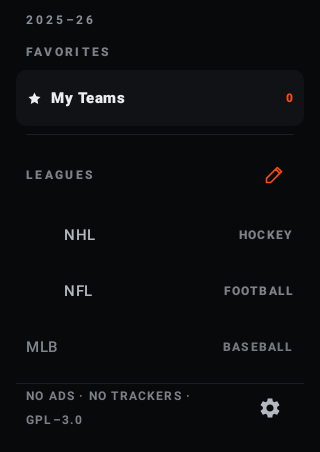 2025–26
FAVORITES
My Teams 0
LEAGUES
NHL HOCKEY
NFL FOOTBALL
MLB BASEBALL
NO ADS · NO TRACKERS ·
GPL–3.0